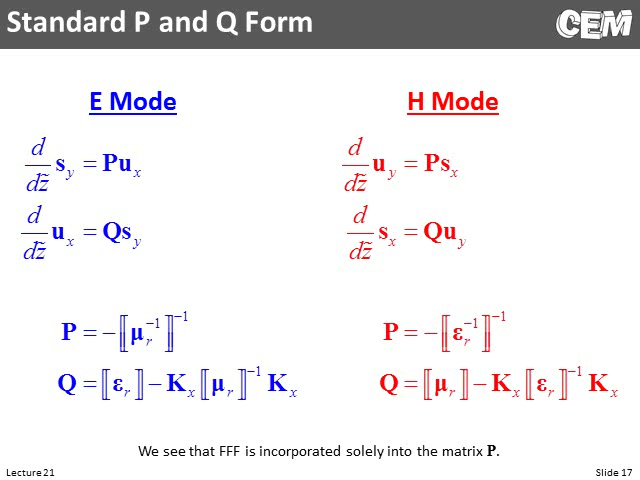 Standard P and Q Form
CEM
E Mode
H Mode
d/dz̃ s_y = Pu_x
d/dz̃ u_y = Ps_x
d/dz̃ u_x = Qs_y
d/dz̃ s_x = Qu_y
P = −⟦μ_r^−1⟧^−1
P = −⟦ε_r^−1⟧^−1
Q = ⟦ε_r⟧ − K_x ⟦μ_r⟧^−1 K_x
Q = ⟦μ_r⟧ − K_x ⟦ε_r⟧^−1 K_x
We see that FFF is incorporated solely into the matrix P.
Lecture 21
Slide 17